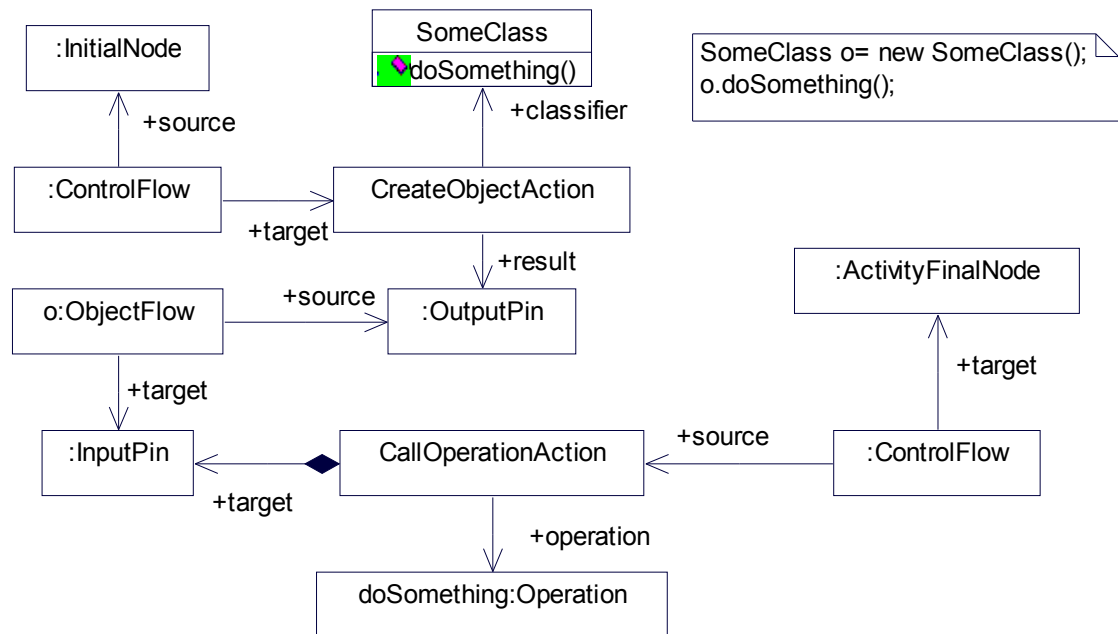 :InitialNode
SomeClass
doSomething()
SomeClass o= new SomeClass();
o.doSomething();
+source
+classifier
:ControlFlow
CreateObjectAction
+target
+result
:ActivityFinalNode
o:ObjectFlow
+source
:OutputPin
+target
+target
:InputPin
CallOperationAction
+source
:ControlFlow
+target
+operation
doSomething:Operation